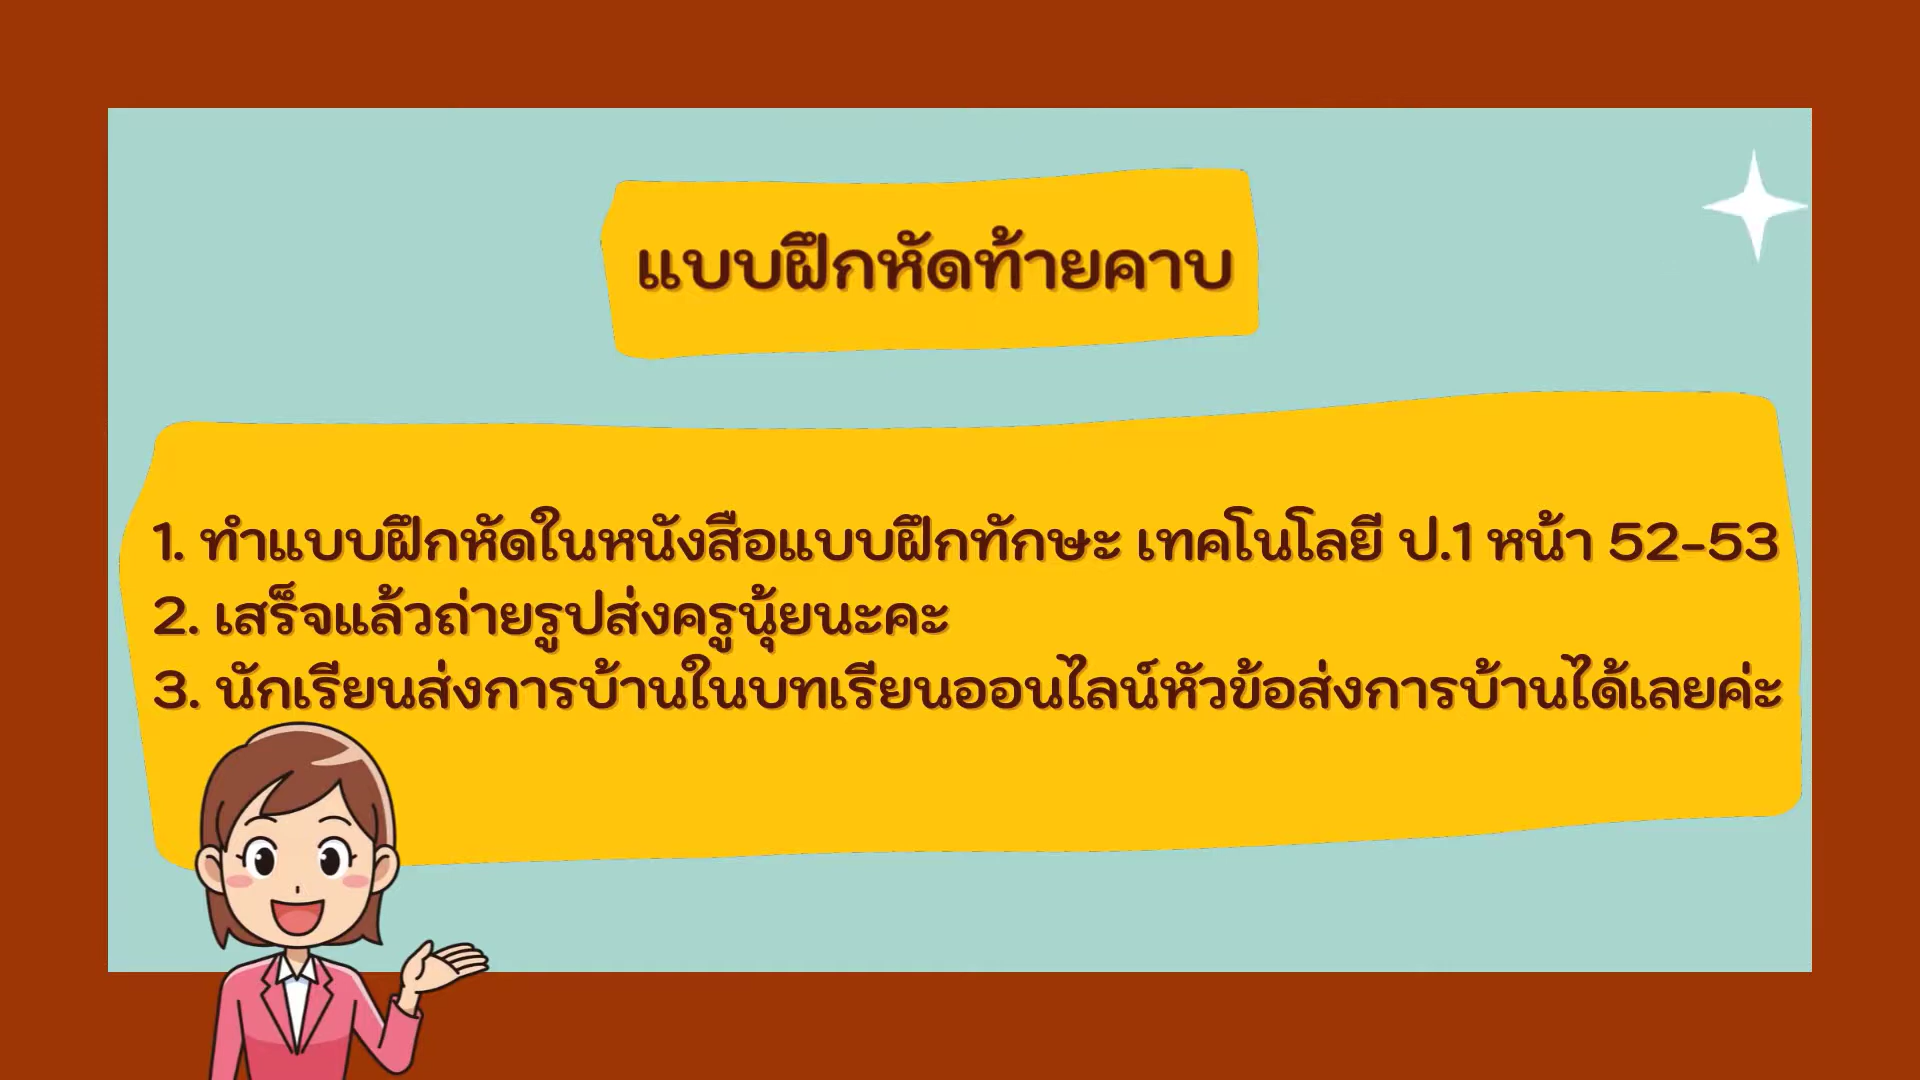 แบบฝึกหัดท้ายคาบ
1. ทำแบบฝึกหัดในหนังสือแบบฝึกทักษะ เทคโนโลยี ป.1 หน้า 52-53
2. เสร็จแล้วถ่ายรูปส่งครูนุ้ยนะคะ
3. นักเรียนส่งการบ้านในบทเรียนออนไลน์หัวข้อส่งการบ้านได้เลยค่ะ